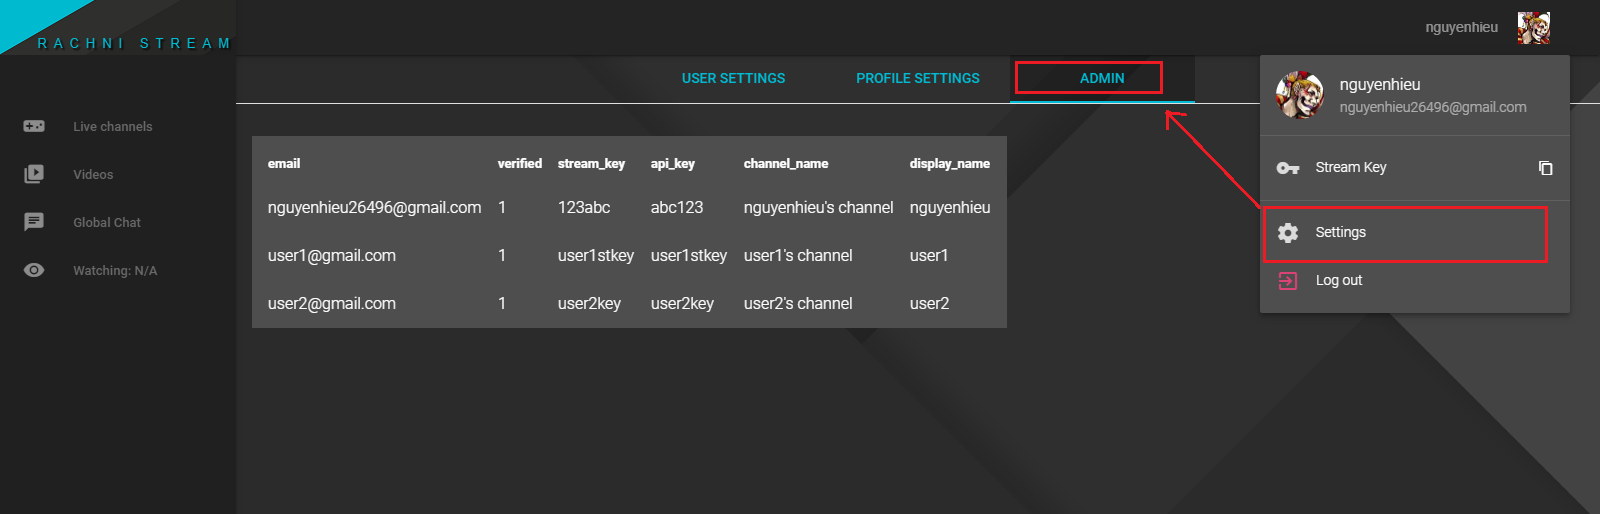 RACHNI STREAM
nguyenhieu
USER SETTINGS PROFILE SETTINGS ADMIN
nguyenhieu
nguyenhieu26496@gmail.com
Stream Key
Settings
Log out
Live channels
Videos
Global Chat
Watching: N/A
email verified stream_key api_key channel_name display_name
nguyenhieu26496@gmail.com 1 123abc abc123 nguyenhieu's channel nguyenhieu
user1@gmail.com 1 user1stkey user1stkey user1's channel user1
user2@gmail.com 1 user2key user2key user2's channel user2